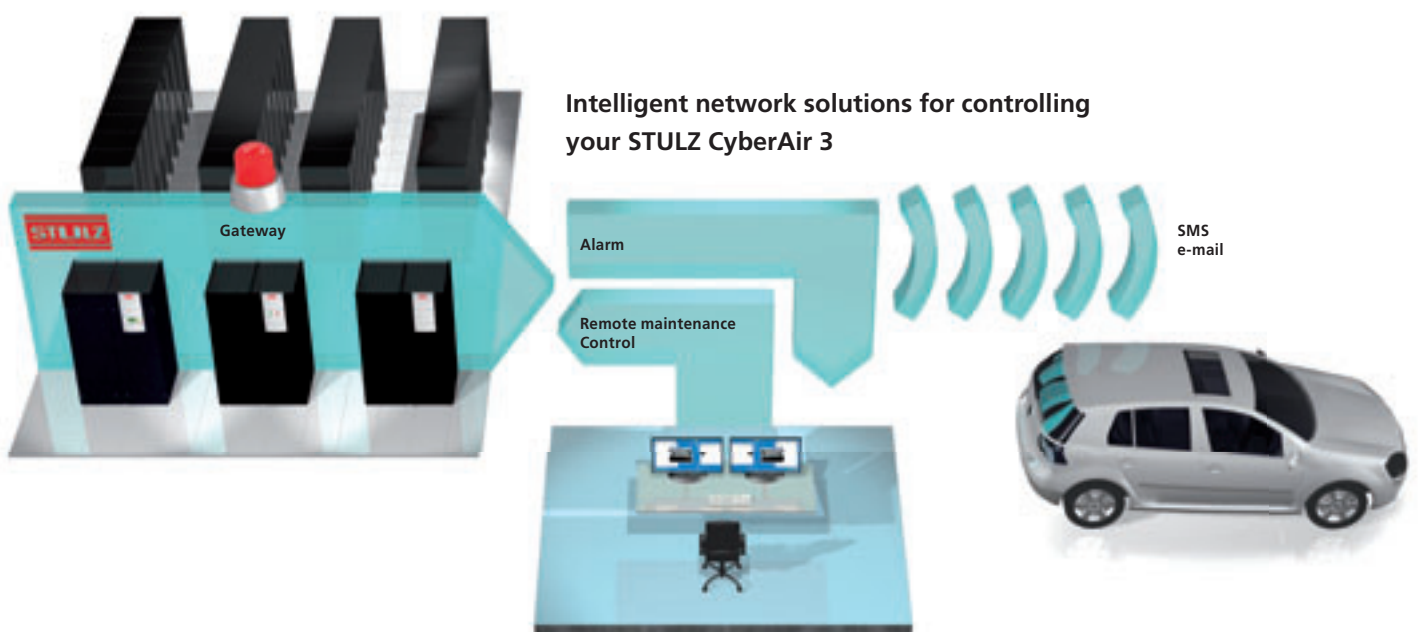 Intelligent network solutions for controlling
your STULZ CyberAir 3
STULZ
Gateway
Alarm
SMS
e-mail
Remote maintenance
Control